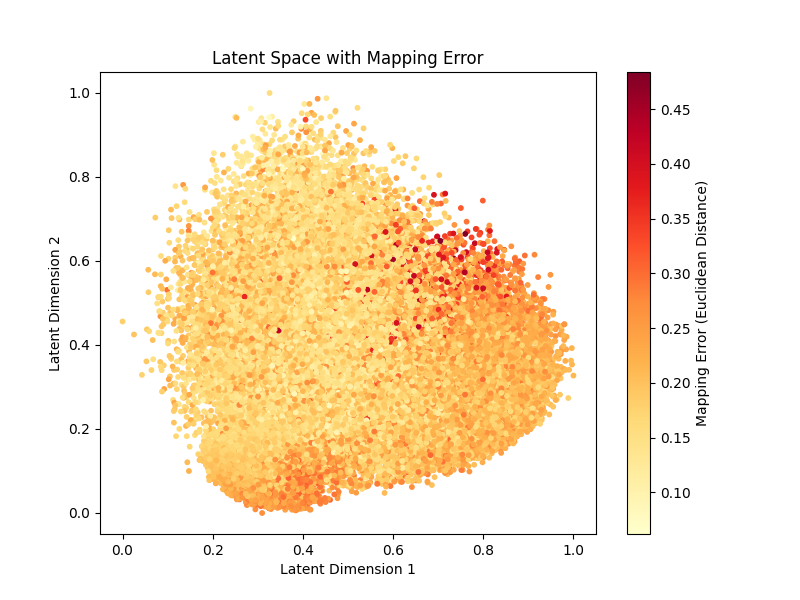 Latent Space with Mapping Error
1.0
0.8
0.6
0.4
0.2
0.0
Latent Dimension 2
0.0 0.2 0.4 0.6 0.8 1.0
Latent Dimension 1
0.45
0.40
0.35
0.30
0.25
0.20
0.15
0.10
Mapping Error (Euclidean Distance)